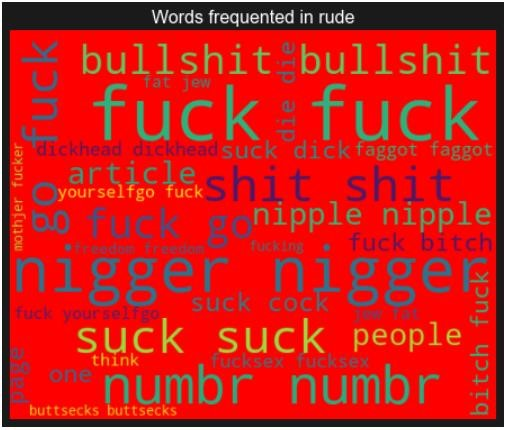 Words frequented in rude
go fuck
bullshit bullshit
fat jew
die die
fuck fuck
mothjer fucker
dickhead dickhead
suck dick
faggot faggot
article
yourselfgo fuck
shit shit
fuck go
nipple nipple
freedom freedom
fucking
fuck bitch
nigger nigger
suck cock
bitch fuck
fuck yourselfgo
jew fat
suck suck
people
page
think
fucksex fucksex
one
numbr numbr
buttsecks buttsecks